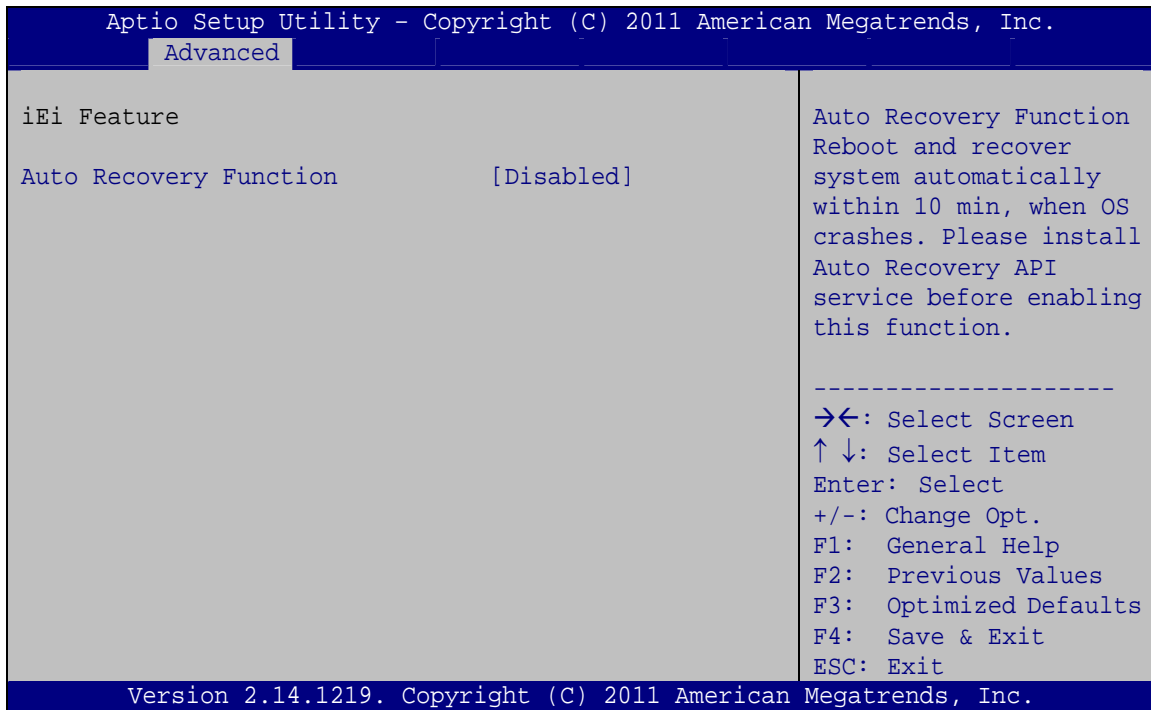 Aptio Setup Utility – Copyright (C) 2011 American Megatrends, Inc.
Advanced
iEi Feature
Auto Recovery Function [Disabled]
Auto Recovery Function
Reboot and recover
system automatically
within 10 min, when OS
crashes. Please install
Auto Recovery API
service before enabling
this function.
---------------------
→←: Select Screen
↑ ↓: Select Item
Enter: Select
+/-: Change Opt.
F1: General Help
F2: Previous Values
F3: Optimized Defaults
F4: Save & Exit
ESC: Exit
Version 2.14.1219. Copyright (C) 2011 American Megatrends, Inc.